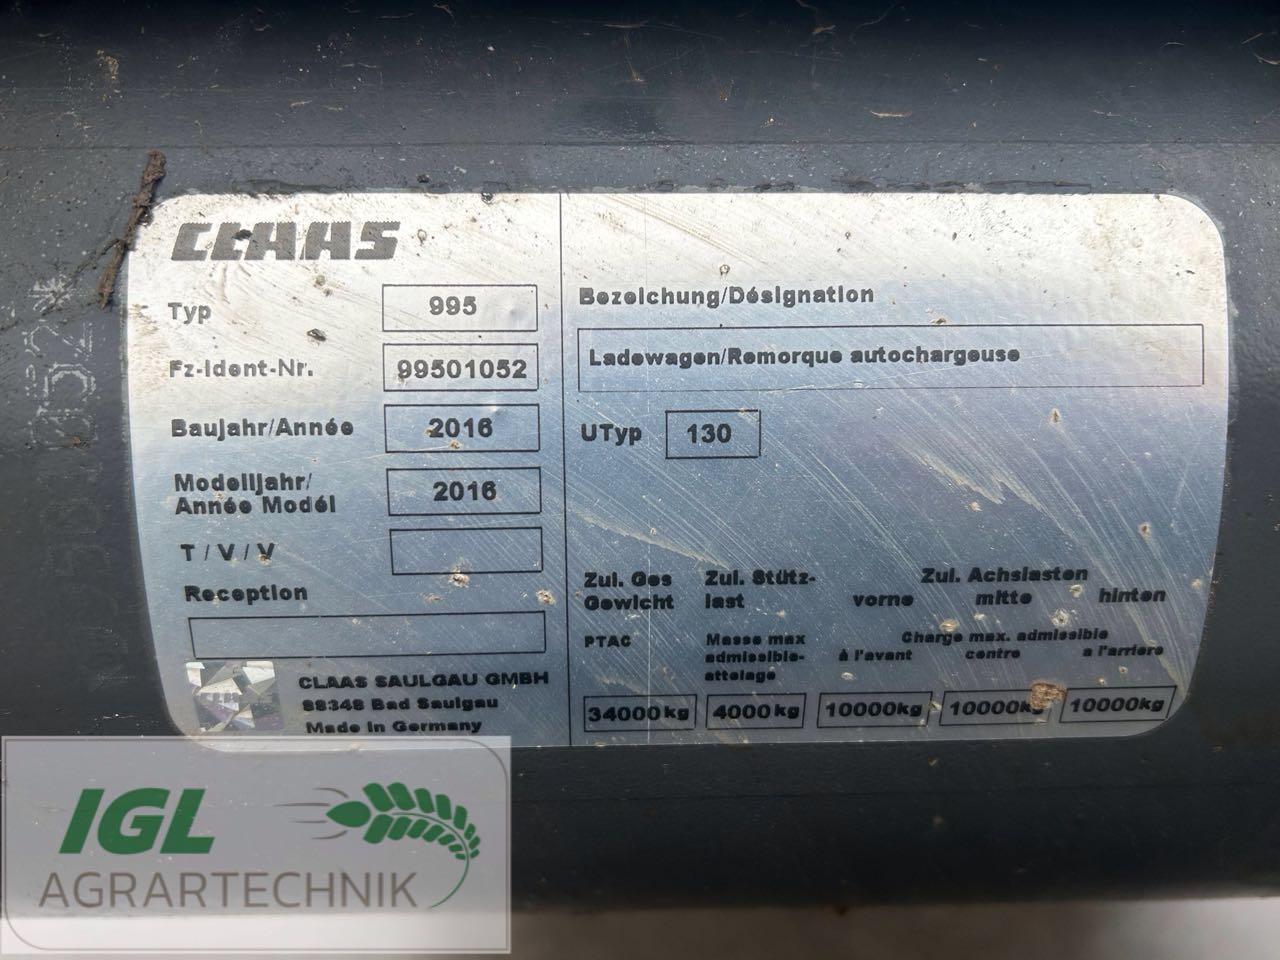 CLAAS
Typ 995
Fz-Ident-Nr. 99501052
Baujahr/Année 2016
Modelljahr/
Année Modél 2016
T / V / V
Reception
CLAAS SAULGAU GMBH
88348 Bad Saulgau
Made in Germany
Bezeichung/Désignation
Ladewagen/Remorque autochargeuse
UTyp 130
Zul. Ges Gewicht
Zul. Stütz-
last
Zul. Achslasten
vorne mitte hinten
PTAC
Masse max
admissible-
attelage
Charge max. admissible
à l'avant centre a l'arriere
34000kg 4000kg 10000kg 10000kg 10000kg
IGL
AGRARTECHNIK